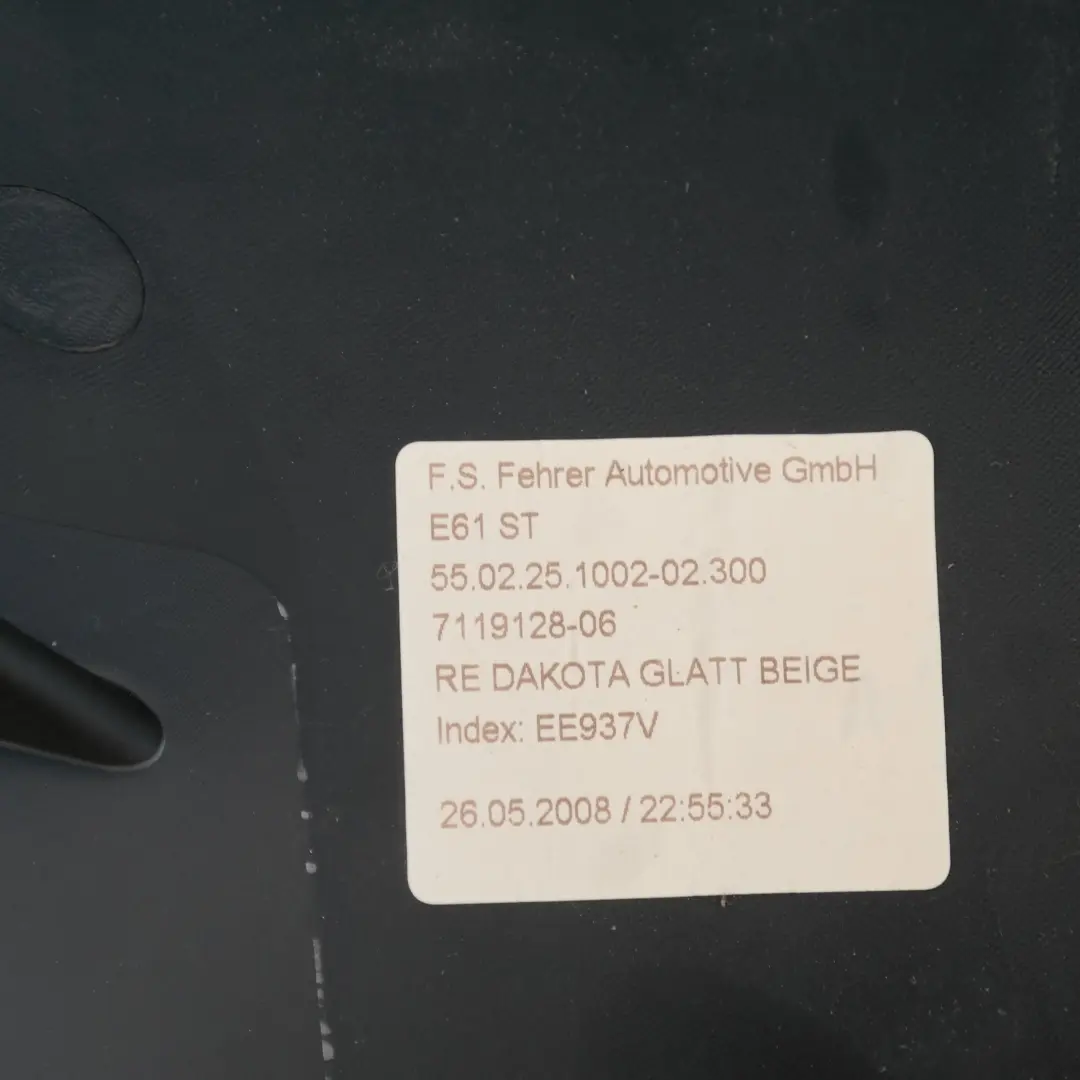 F.S. Fehrer Automotive GmbH
E61 ST
55.02.25.1002-02.300
7119128-06
RE DAKOTA GLATT BEIGE
Index: EE937V
26.05.2008 / 22:55:33